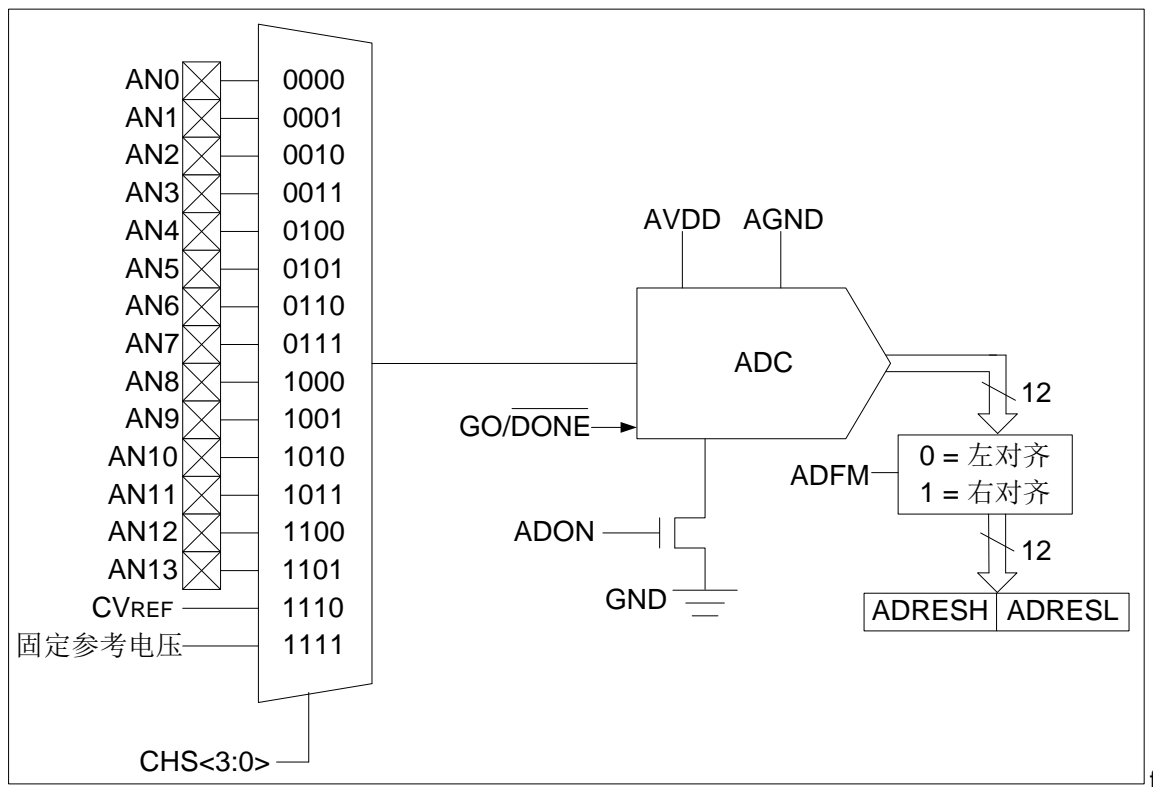 AN0 0000
AN1 0001
AN2 0010
AN3 0011
AN4 0100
AN5 0101
AN6 0110
AN7 0111
AN8 1000
AN9 1001
AN10 1010
AN11 1011
AN12 1100
AN13 1101
CVREF 1110
固定参考电压 1111
CHS<3:0>
AVDD AGND
ADC
GO/DONE
12
ADFM
0 = 左对齐
1 = 右对齐
ADON
12
GND
ADRESH ADRESL